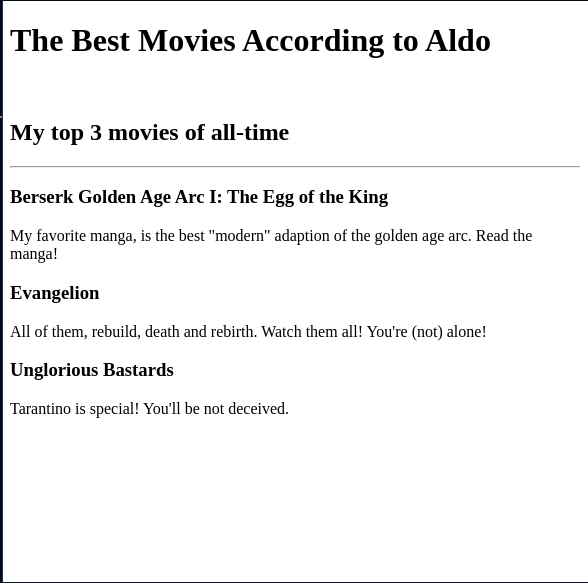 The Best Movies According to Aldo
My top 3 movies of all-time
Berserk Golden Age Arc I: The Egg of the King
My favorite manga, is the best "modern" adaption of the golden age arc. Read the
manga!
Evangelion
All of them, rebuild, death and rebirth. Watch them all! You're (not) alone!
Unglorious Bastards
Tarantino is special! You'll be not deceived.